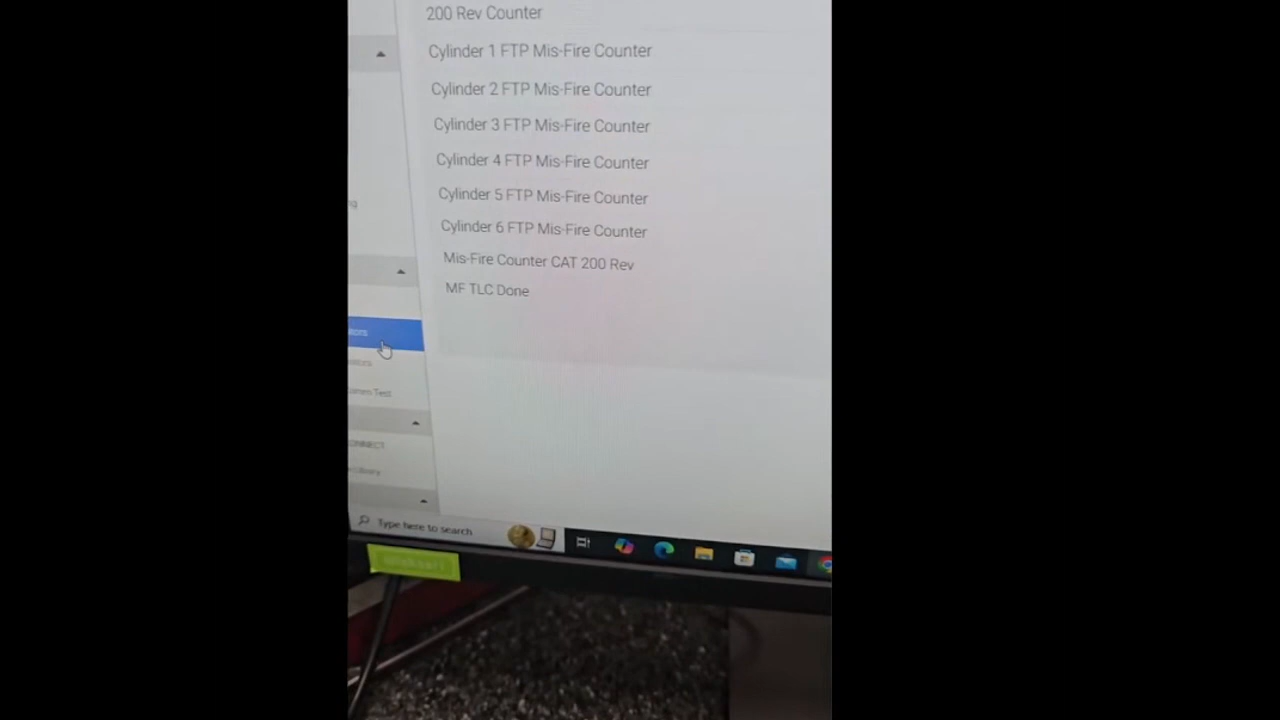 200 Rev Counter
Cylinder 1 FTP Mis-Fire Counter
Cylinder 2 FTP Mis-Fire Counter
Cylinder 3 FTP Mis-Fire Counter
Cylinder 4 FTP Mis-Fire Counter
Cylinder 5 FTP Mis-Fire Counter
Cylinder 6 FTP Mis-Fire Counter
Mis-Fire Counter CAT 200 Rev
MF TLC Done
Test
Library
Type here to search